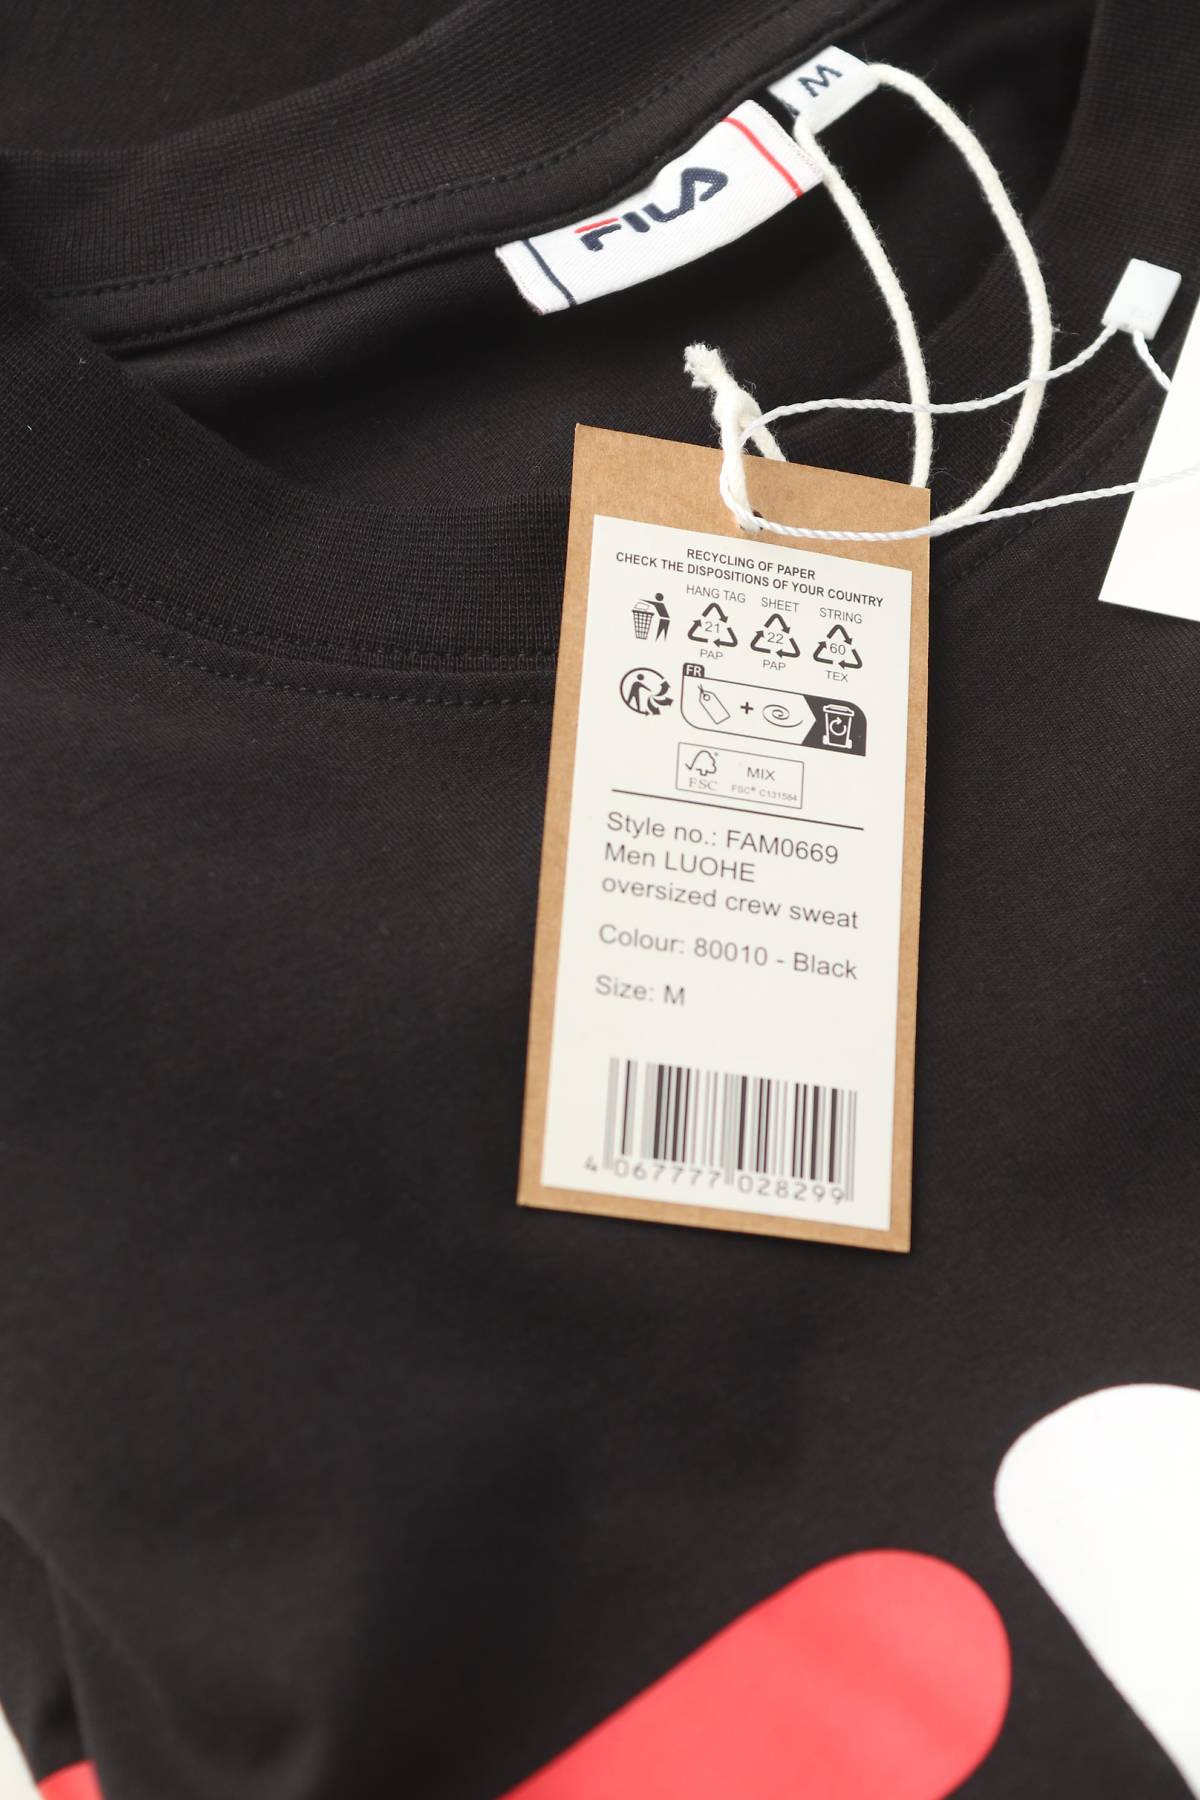 M
FILA
RECYCLING OF PAPER
CHECK THE DISPOSITIONS OF YOUR COUNTRY
HANG TAG SHEET STRING
21 22 60
PAP PAP TEX
FR
+
FSC MIX
FSC® C131584
Style no.: FAM0669
Men LUOHE
oversized crew sweat
Colour: 80010 - Black
Size: M
4 067777 028299